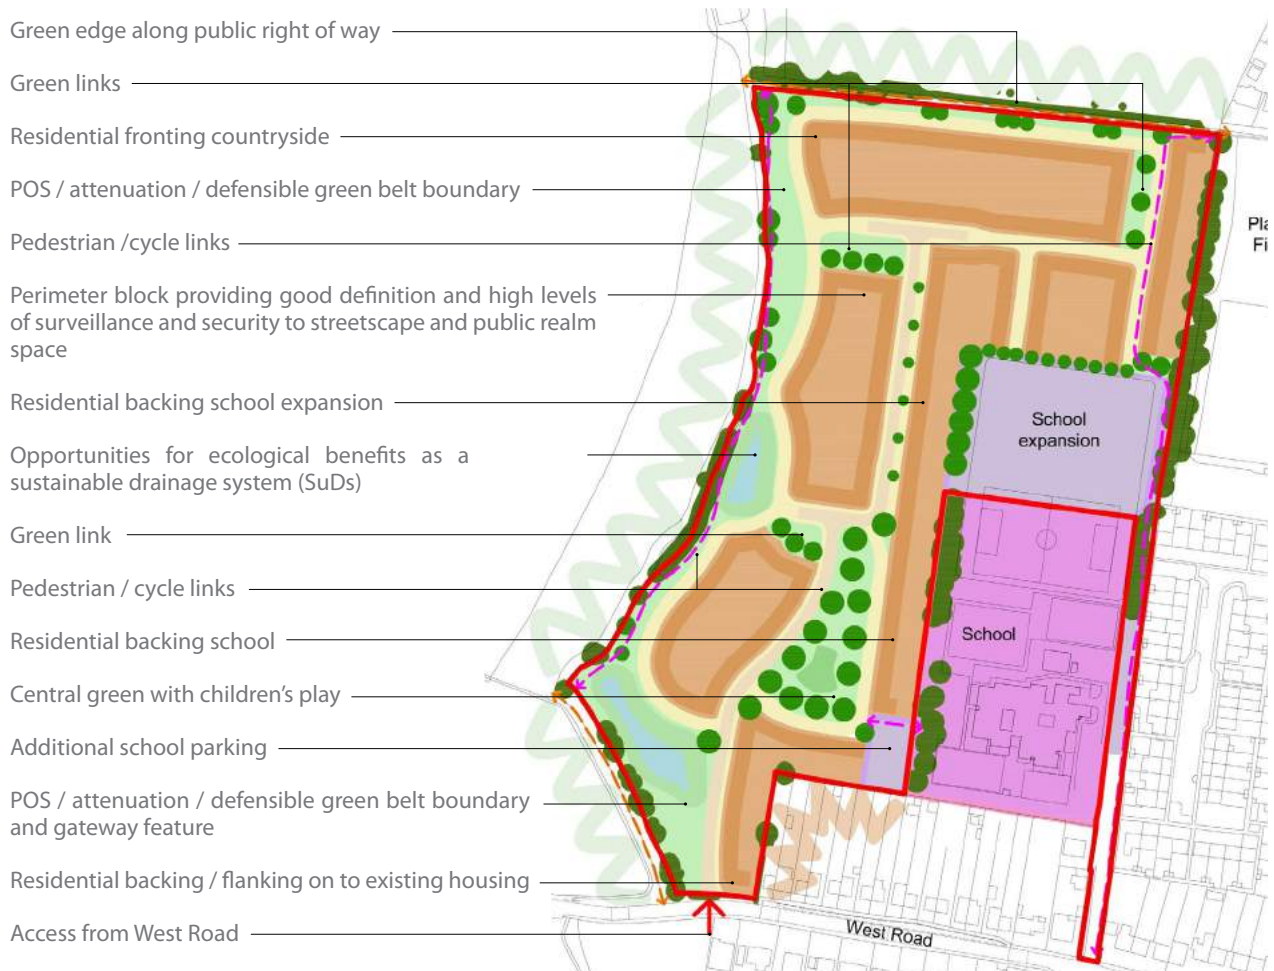 Green edge along public right of way
Green links
Residential fronting countryside
POS / attenuation / defensible green belt boundary
Pedestrian /cycle links
Perimeter block providing good definition and high levels
of surveillance and security to streetscape and public realm
space
Residential backing school expansion
Opportunities for ecological benefits as a
sustainable drainage system (SuDs)
Green link
Pedestrian / cycle links
Residential backing school
Central green with children’s play
Additional school parking
POS / attenuation / defensible green belt boundary
and gateway feature
Residential backing / flanking on to existing housing
Access from West Road
Pla
Fi
School
expansion
School
West Road